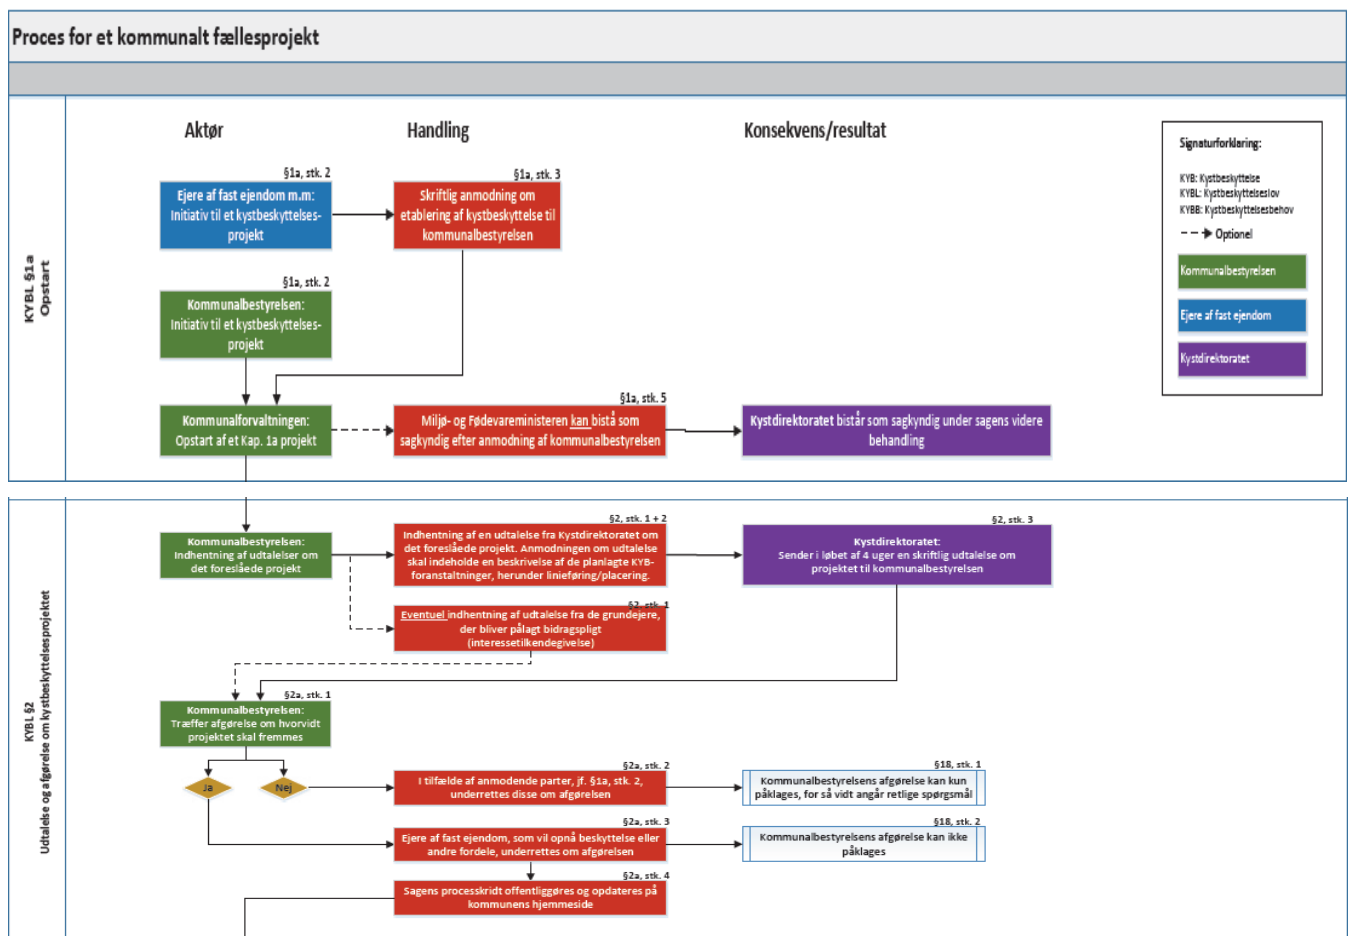 Proces for et kommunalt fællesprojekt
Aktør
Handling
Konsekvens/resultat
KYBL §1a
Opstart
§1a, stk. 2
Ejere af fast ejendom m.m:
Initiativ til et kystbeskyttelses-
projekt
§1a, stk. 3
Skriftlig anmodning om
etablering af kystbeskyttelse til
kommunalbestyrelsen
§1a, stk. 2
Kommunalbestyrelsen:
Initiativ til et kystbeskyttelses-
projekt
Kommunalforvaltningen:
Opstart af et Kap. 1a projekt
§1a, stk. 5
Miljø- og Fødevareministeren kan bistå som
sagkyndig efter anmodning af kommunalbestyrelsen
Kystdirektoratet bistår som sagkyndig under sagens videre
behandling
Signaturforklaring:
KYB: Kystbeskyttelse
KYBL: Kystbeskyttelseslov
KYBB: Kystbeskyttelsesbehov
Optionel
Kommunalbestyrelsen
Ejere af fast ejendom
Kystdirektoratet
KYBL §2
Udtalelse og afgørelse om kystbeskyttelsesprojektet
Kommunalbestyrelsen:
Indhentning af udtalelser om
det foreslåede projekt
§2, stk. 1 + 2
Indhentning af en udtalelse fra Kystdirektoratet om
det foreslåede projekt. Anmodningen om udtalelse
skal indeholde en beskrivelse af de planlagte KYB-
foranstaltninger, herunder linieføring/placering.
§2, stk. 3
Kystdirektoratet:
Sender i løbet af 4 uger en skriftlig udtalelse om
projektet til kommunalbestyrelsen
§2, stk. 1
Eventuel indhentning af udtalelse fra de grundejere,
der bliver pålagt bidragspligt
(interessetilkendegivelse)
§2a, stk. 1
Kommunalbestyrelsen:
Træffer afgørelse om hvorvidt
projektet skal fremmes
Ja
Nej
§2a, stk. 2
I tilfælde af anmodende parter, jf. §1a, stk. 2,
underrettes disse om afgørelsen
§18, stk. 1
Kommunalbestyrelsens afgørelse kan kun
påklages, for så vidt angår retlige spørgsmål
§2a, stk. 3
Ejere af fast ejendom, som vil opnå beskyttelse eller
andre fordele, underrettes om afgørelsen
§18, stk. 2
Kommunalbestyrelsens afgørelse kan ikke
påklages
§2a, stk. 4
Sagens processkridt offentliggøres og opdateres på
kommunens hjemmeside